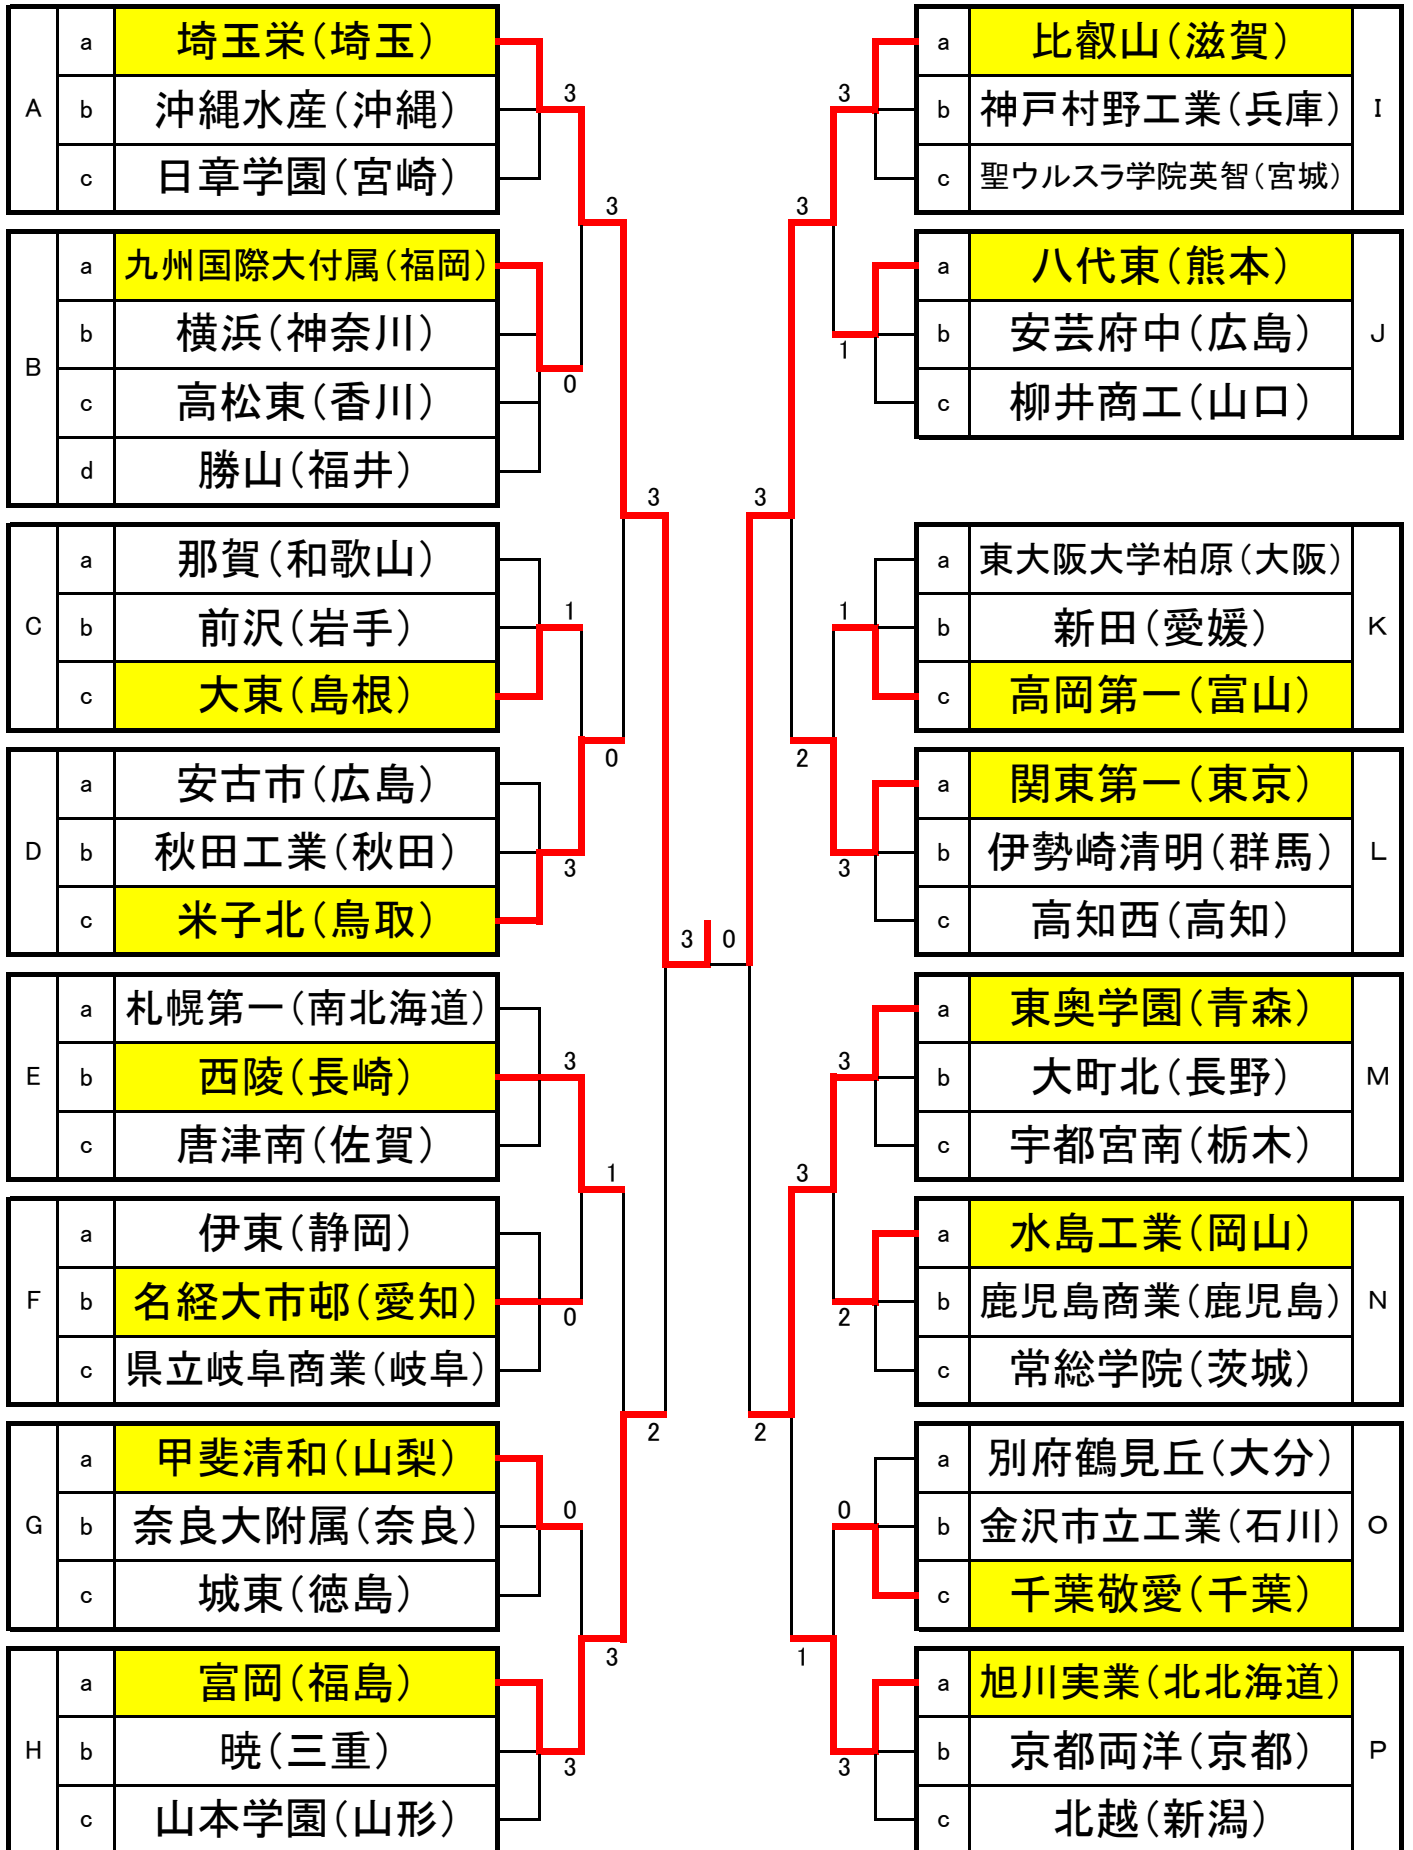 A
a 埼玉栄(埼玉)
b 沖縄水産(沖縄)
c 日章学園(宮崎)
B
a 九州国際大付属(福岡)
b 横浜(神奈川)
c 高松東(香川)
d 勝山(福井)
C
a 那賀(和歌山)
b 前沢(岩手)
c 大東(島根)
D
a 安古市(広島)
b 秋田工業(秋田)
c 米子北(鳥取)
E
a 札幌第一(南北海道)
b 西陵(長崎)
c 唐津南(佐賀)
F
a 伊東(静岡)
b 名経大市邨(愛知)
c 県立岐阜商業(岐阜)
G
a 甲斐清和(山梨)
b 奈良大附属(奈良)
c 城東(徳島)
H
a 富岡(福島)
b 暁(三重)
c 山本学園(山形)
3
0
1
3
3
0
0
3
3
0
1
3
3
2
3 0
3
2
3
2
3
1
3
1
1
3
3
2
0
3
a 比叡山(滋賀)
b 神戸村野工業(兵庫)
c 聖ウルスラ学院英智(宮城)
I
a 八代東(熊本)
b 安芸府中(広島)
c 柳井商工(山口)
J
a 東大阪大学柏原(大阪)
b 新田(愛媛)
c 高岡第一(富山)
K
a 関東第一(東京)
b 伊勢崎清明(群馬)
c 高知西(高知)
L
a 東奥学園(青森)
b 大町北(長野)
c 宇都宮南(栃木)
M
a 水島工業(岡山)
b 鹿児島商業(鹿児島)
c 常総学院(茨城)
N
a 別府鶴見丘(大分)
b 金沢市立工業(石川)
c 千葉敬愛(千葉)
O
a 旭川実業(北北海道)
b 京都両洋(京都)
c 北越(新潟)
P